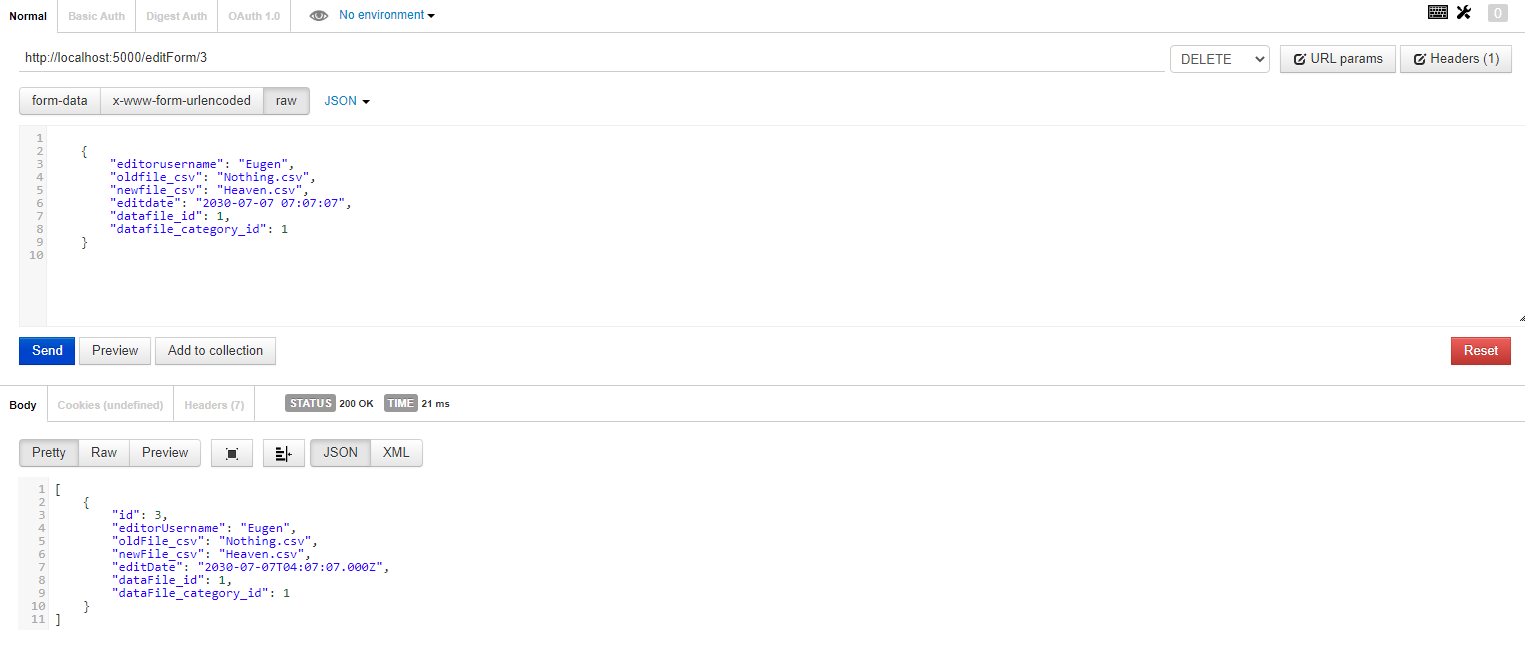 Normal Basic Auth Digest Auth OAuth 1.0 No environment 0
http://localhost:5000/editForm/3 DELETE URL params Headers (1)
form-data x-www-form-urlencoded raw JSON
1
2 {
3 "editorusername": "Eugen",
4 "oldfile_csv": "Nothing.csv",
5 "newfile_csv": "Heaven.csv",
6 "editdate": "2030-07-07 07:07:07",
7 "datafile_id": 1,
8 "datafile_category_id": 1
9 }
10
Send Preview Add to collection Reset
Body Cookies (undefined) Headers (7) STATUS 200 OK TIME 21 ms
Pretty Raw Preview JSON XML
1 [
2 {
3 "id": 3,
4 "editorUsername": "Eugen",
5 "oldFile_csv": "Nothing.csv",
6 "newFile_csv": "Heaven.csv",
7 "editDate": "2030-07-07T04:07:07.000Z",
8 "dataFile_id": 1,
9 "dataFile_category_id": 1
10 }
11 ]